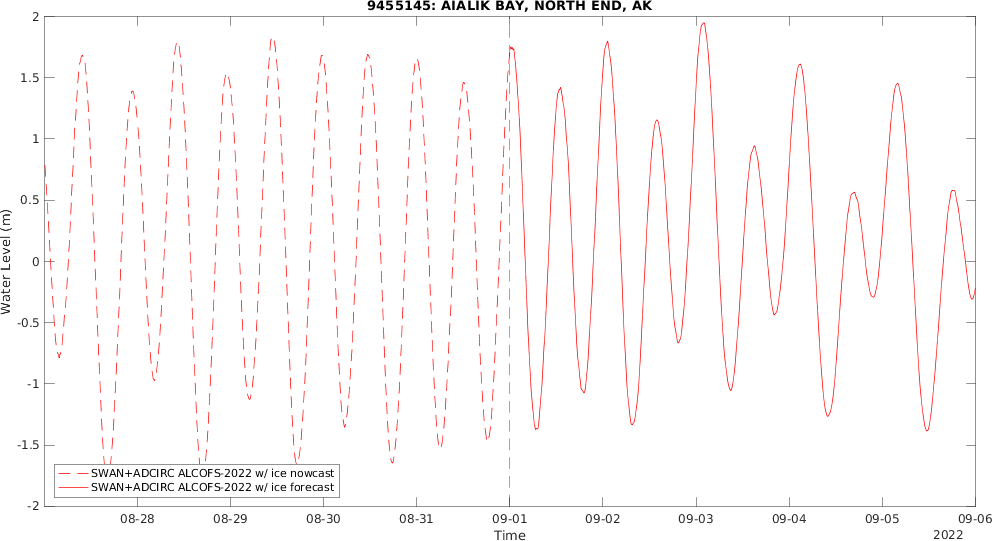 9455145: AIALIK BAY, NORTH END, AK
2
1.5
1
0.5
0
-0.5
-1
-1.5
-2
Water Level (m)
SWAN+ADCIRC ALCOFS-2022 w/ ice nowcast
SWAN+ADCIRC ALCOFS-2022 w/ ice forecast
08-28 08-29 08-30 08-31 09-01 09-02 09-03 09-04 09-05 09-06
Time
2022